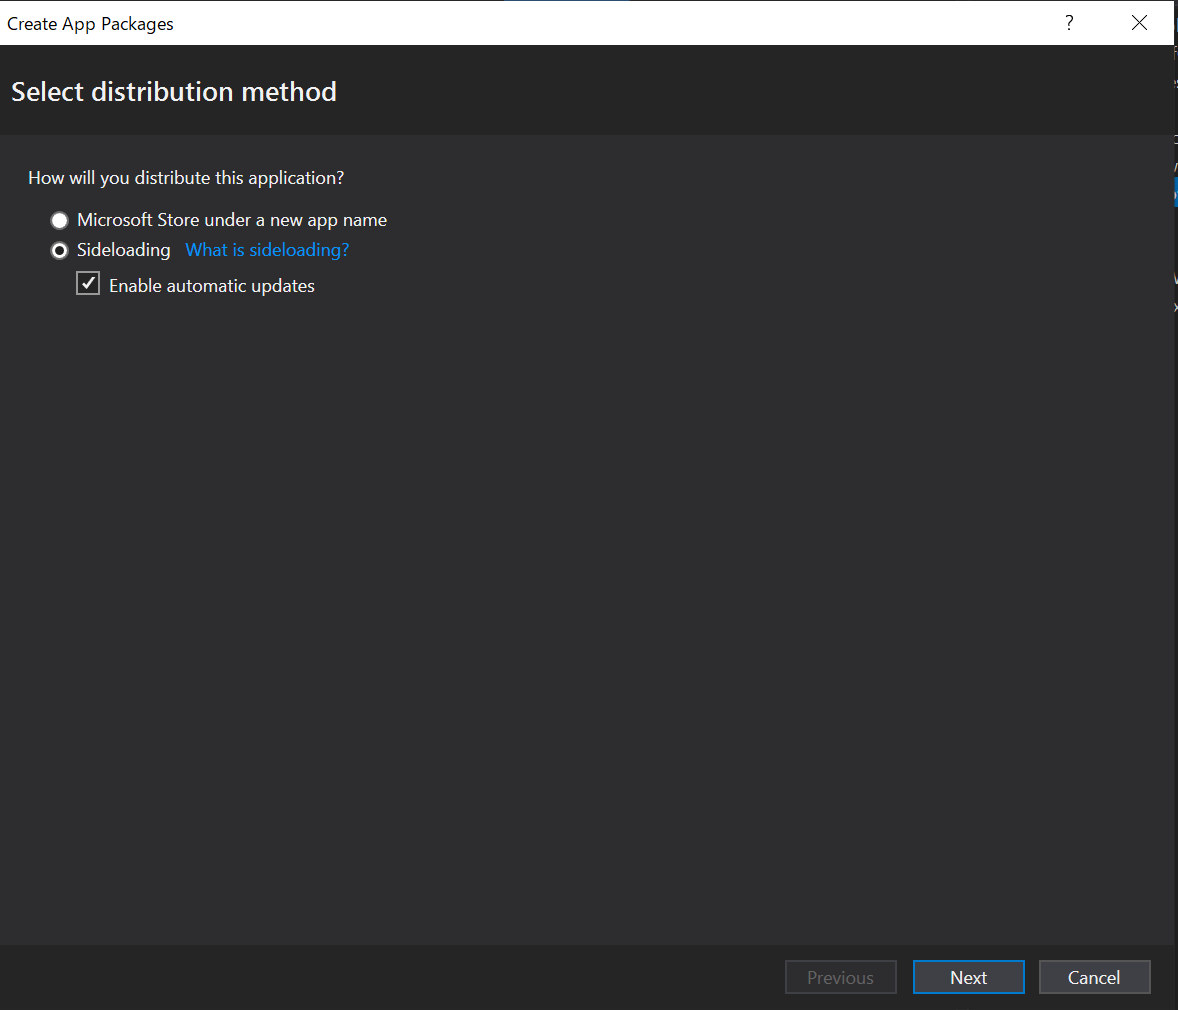 Create App Packages
?
Select distribution method
How will you distribute this application?
Microsoft Store under a new app name
Sideloading What is sideloading?
Enable automatic updates
Previous Next Cancel